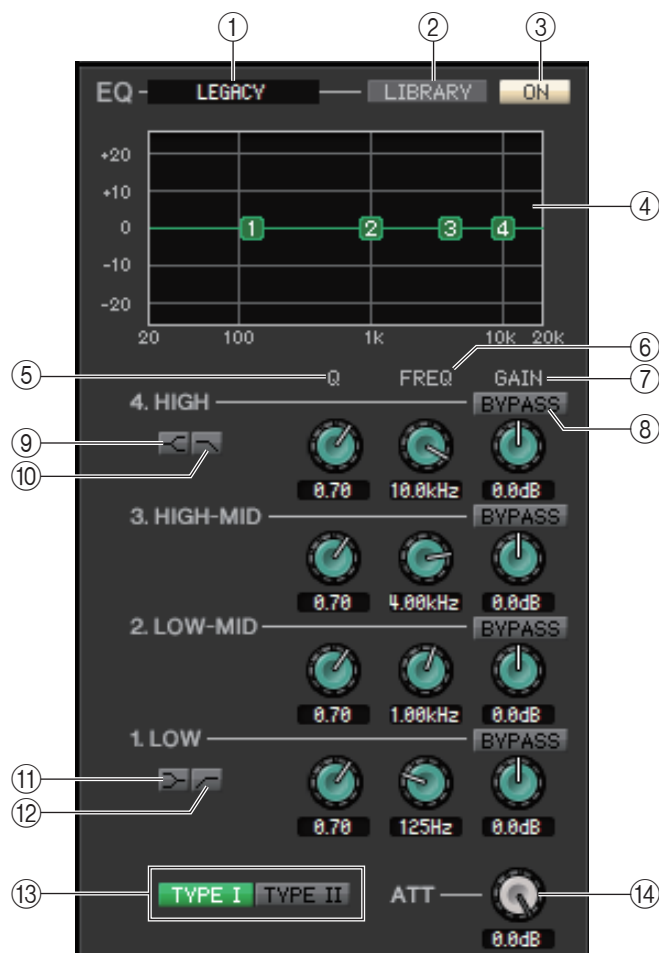 ① ② ③
EQ LEGACY LIBRARY ON
+20
+10
0
-10
-20
1 2 3 4
④
20 100 1k 10k 20k
⑥
⑤ Q FREQ GAIN ⑦
4. HIGH BYPASS
⑧
⑨
⑩
0.70 10.0kHz 0.0dB
3. HIGH-MID BYPASS
0.70 4.00kHz 0.0dB
2. LOW-MID BYPASS
0.70 1.00kHz 0.0dB
1. LOW BYPASS
⑪
⑫
0.70 125Hz 0.0dB
⑬ TYPE I TYPE II ATT ⑭
0.0dB